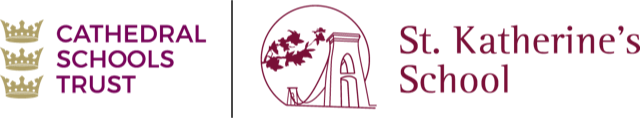 CATHEDRAL
SCHOOLS
TRUST
St. Katherine's
School